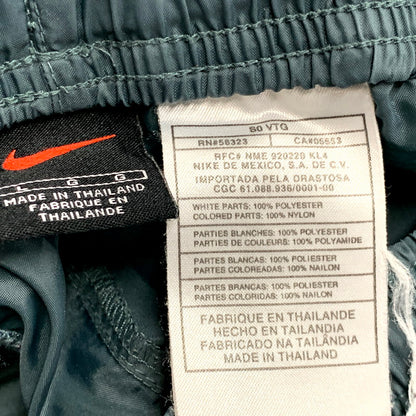 L G G
MADE IN THAILAND
FABRIQUE EN
THAILANDE
SO VTG
RN#56323 CA#05553
RFC# NME 920220 KL4
NIKE DE MEXICO, S.A. DE C.V.
IMPORTADA PELA DRASTOSA
CGC 61.088.936/0001-00
WHITE PARTS: 100% POLYESTER
COLORED PARTS: 100% NYLON
PARTIES BLANCHES: 100% POLYESTER
PARTIES DE COULEURS: 100% POLYAMIDE
PARTES BLANCAS: 100% POLIESTER
PARTES COLOREADAS: 100% NAILON
PARTES BRANCAS: 100% POLIESTER
PARTES COLORIDAS: 100% NAILON
FABRIQUE EN THAILANDE
HECHO EN TAILANDIA
FABRICADO NA TAILÂNDIA
MADE IN THAILAND